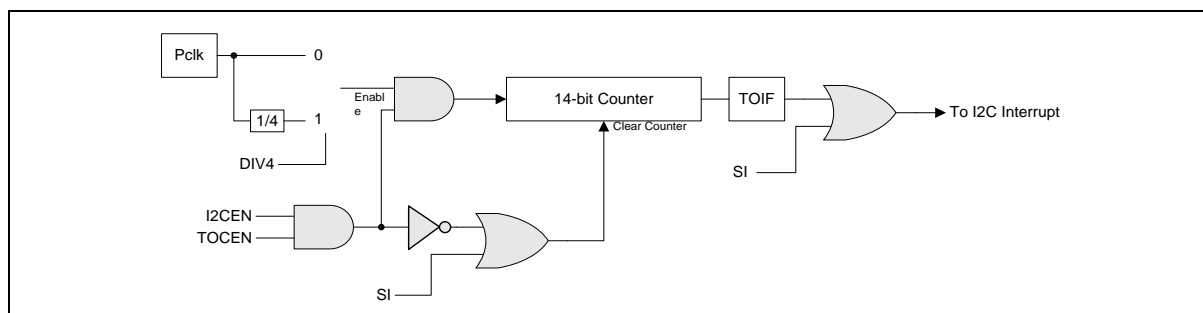 Pclk
0
1/4
1
DIV4
Enabl
e
14-bit Counter
Clear Counter
TOIF
To I2C Interrupt
SI
I2CEN
TOCEN
SI